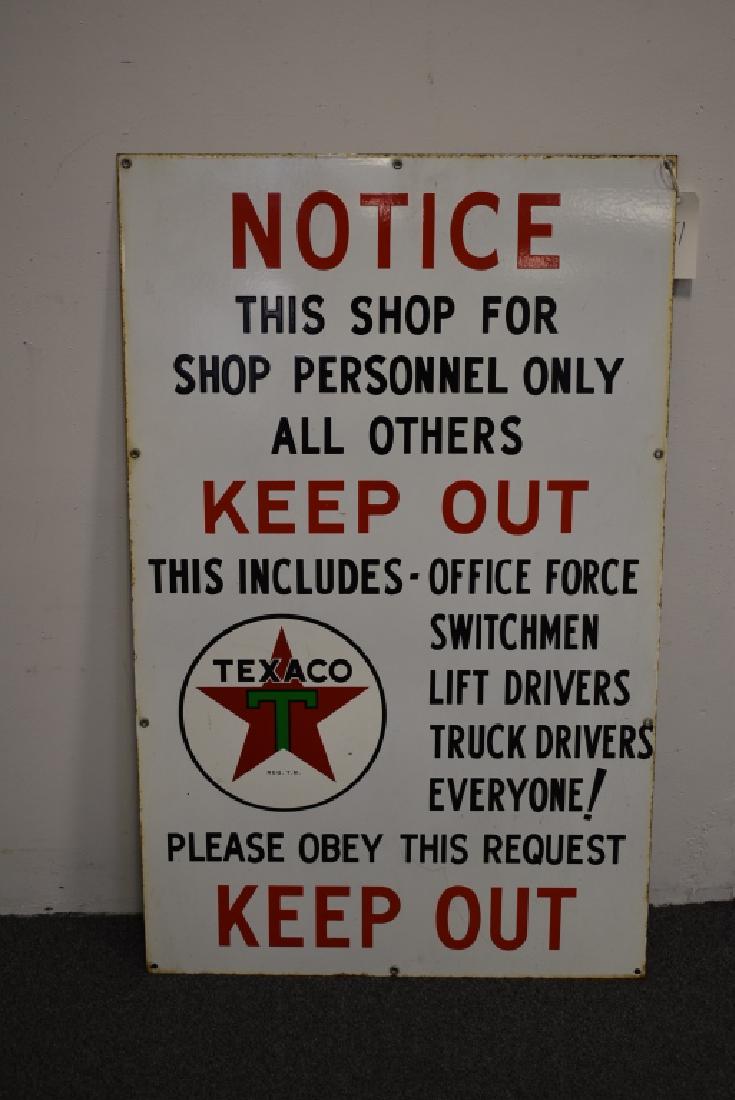 NOTICE
THIS SHOP FOR
SHOP PERSONNEL ONLY
ALL OTHERS
KEEP OUT
THIS INCLUDES - OFFICE FORCE
SWITCHMEN
LIFT DRIVERS
TRUCK DRIVERS
EVERYONE!
TEXACO
T
REG. T.M.
PLEASE OBEY THIS REQUEST
KEEP OUT